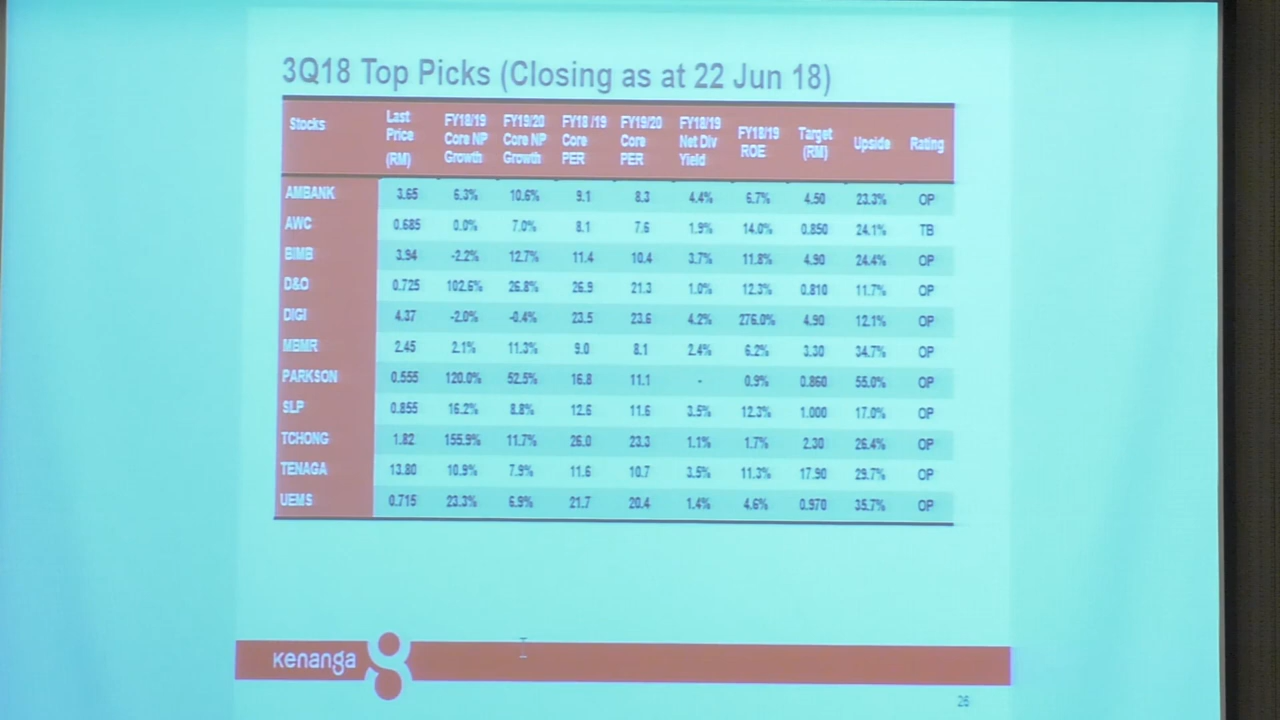 3Q18 Top Picks (Closing as at 22 Jun 18)
Stocks Last Price (RM) FY18/19 Core NP Growth FY19/20 Core NP Growth FY18 /19 Core PER FY19/20 Core PER FY18/19 Net Div Yield FY18/19 ROE Target (RM) Upside Rating
AMBANK 3.65 6.3% 10.6% 9.1 8.3 4.4% 6.7% 4.50 23.3% OP
AWC 0.685 0.0% 7.0% 8.1 7.6 1.9% 14.0% 0.850 24.1% TB
BIMB 3.94 -2.2% 12.7% 11.4 10.4 3.7% 11.8% 4.90 24.4% OP
D&O 0.725 102.6% 26.8% 26.9 21.3 1.0% 12.3% 0.810 11.7% OP
DIGI 4.37 -2.0% -0.4% 23.5 23.6 4.2% 276.0% 4.90 12.1% OP
MBMR 2.45 2.1% 11.3% 9.0 8.1 2.4% 6.2% 3.30 34.7% OP
PARKSON 0.555 120.0% 52.5% 16.8 11.1 - 0.9% 0.860 55.0% OP
SLP 0.855 16.2% 8.8% 12.6 11.6 3.5% 12.3% 1.000 17.0% OP
TCHONG 1.82 155.9% 11.7% 26.0 23.3 1.1% 1.7% 2.30 26.4% OP
TENAGA 13.80 10.9% 7.9% 11.6 10.7 3.5% 11.3% 17.90 29.7% OP
UEMS 0.715 23.3% 6.9% 21.7 20.4 1.4% 4.6% 0.970 35.7% OP
kenanga
26